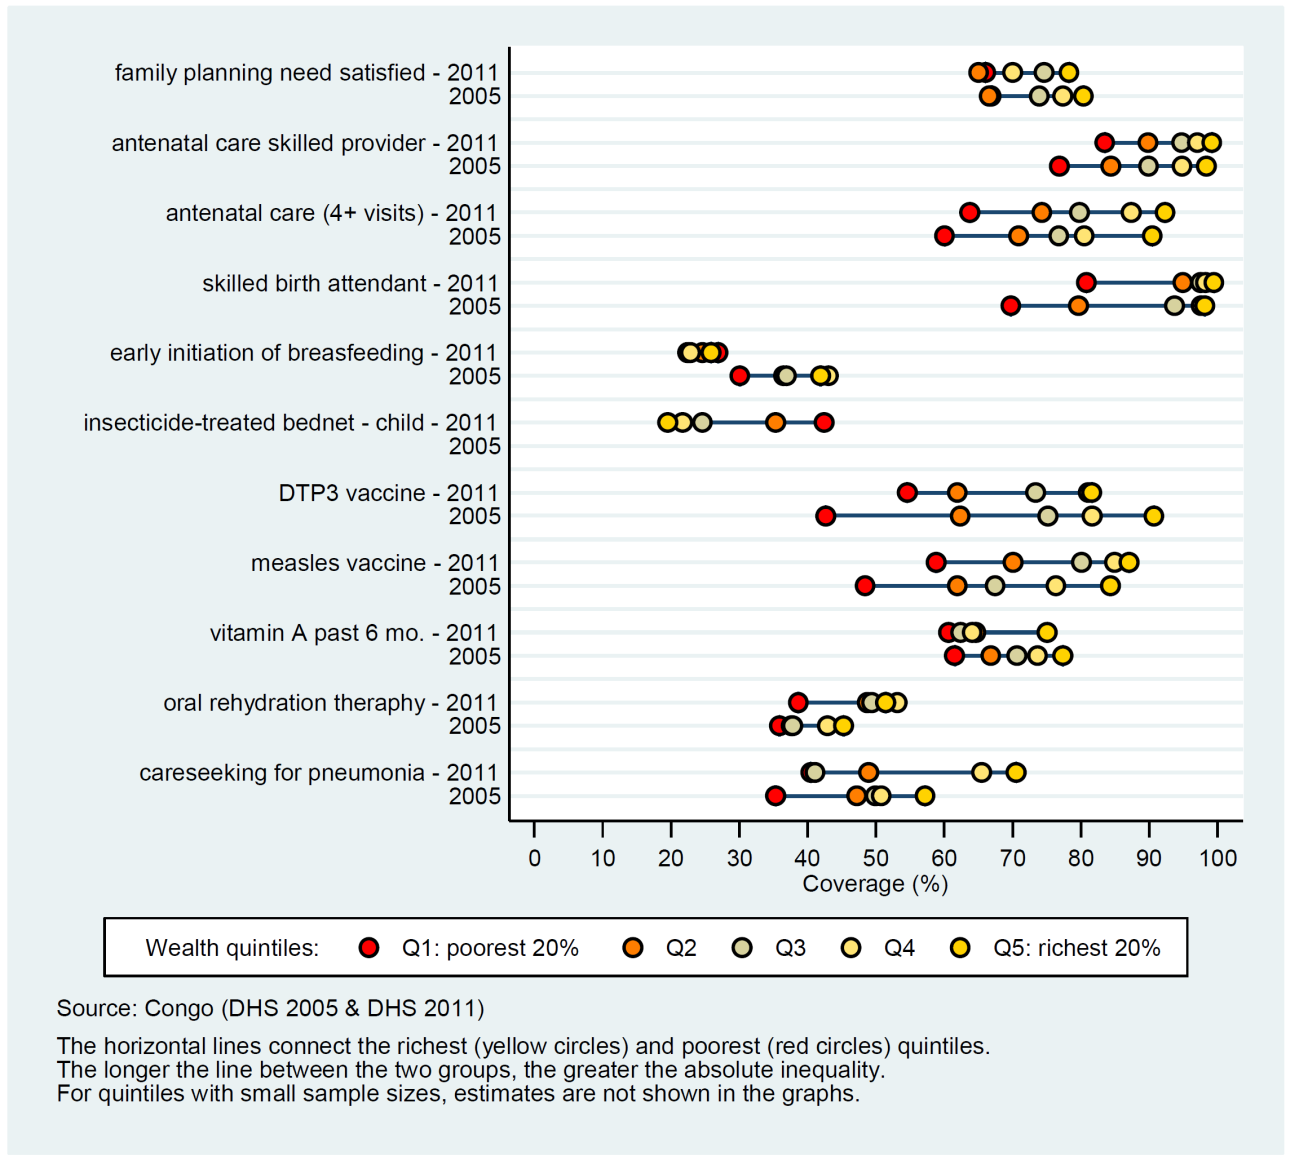 family planning need satisfied - 2011
2005
antenatal care skilled provider - 2011
2005
antenatal care (4+ visits) - 2011
2005
skilled birth attendant - 2011
2005
early initiation of breasfeeding - 2011
2005
insecticide-treated bednet - child - 2011
2005
DTP3 vaccine - 2011
2005
measles vaccine - 2011
2005
vitamin A past 6 mo. - 2011
2005
oral rehydration theraphy - 2011
2005
careseeking for pneumonia - 2011
2005
0 10 20 30 40 50 60 70 80 90 100
Coverage (%)
Wealth quintiles: Q1: poorest 20% Q2 Q3 Q4 Q5: richest 20%
Source: Congo (DHS 2005 & DHS 2011)
The horizontal lines connect the richest (yellow circles) and poorest (red circles) quintiles.
The longer the line between the two groups, the greater the absolute inequality.
For quintiles with small sample sizes, estimates are not shown in the graphs.